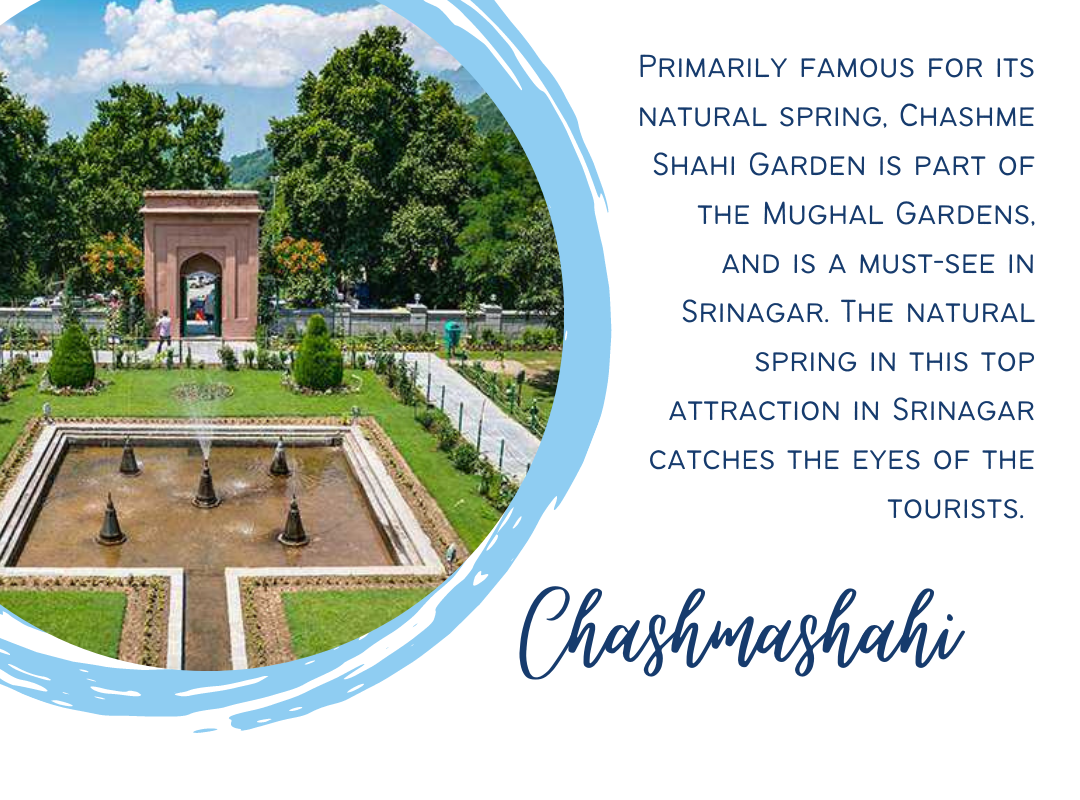 Primarily famous for its
natural spring, Chashme
Shahi Garden is part of
the Mughal Gardens,
and is a must-see in
Srinagar. The natural
spring in this top
attraction in Srinagar
catches the eyes of the
tourists.
Chashmashahi